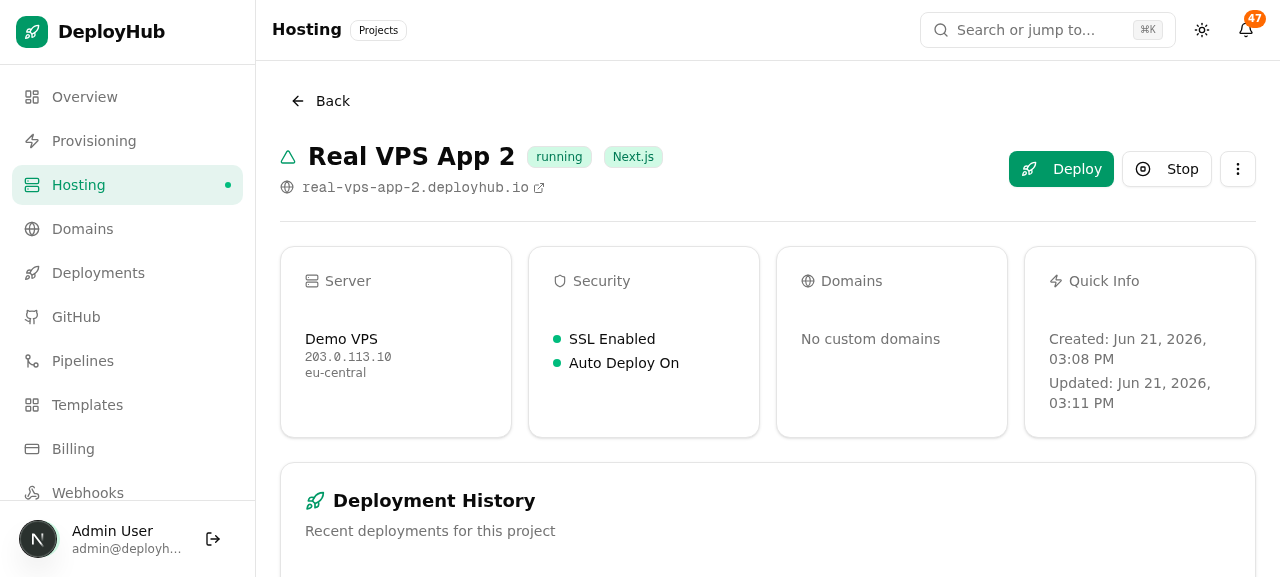 DeployHub
Overview
Provisioning
Hosting
Domains
Deployments
GitHub
Pipelines
Templates
Billing
Webhooks
N
Admin User
admin@deployh...
Hosting
Projects
Search or jump to...
⌘K
47
Back
Real VPS App 2
running
Next.js
real-vps-app-2.deployhub.io
Deploy
Stop
Server
Demo VPS
203.0.113.10
eu-central
Security
SSL Enabled
Auto Deploy On
Domains
No custom domains
Quick Info
Created: Jun 21, 2026,
03:08 PM
Updated: Jun 21, 2026,
03:11 PM
Deployment History
Recent deployments for this project